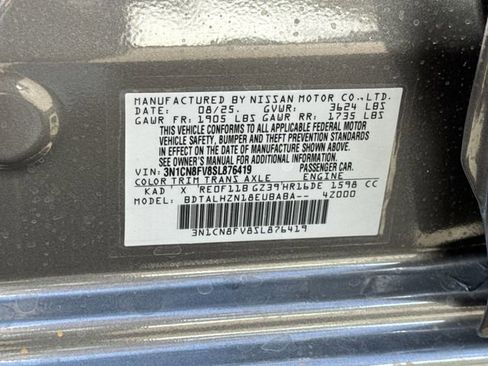 MANUFACTURED BY NISSAN MOTOR CO.,LTD.
DATE: 08/25. GVWR: 3624 LBS
GAWR FR: 1905 LBS GAWR RR: 1735 LBS
THIS VEHICLE CONFORMS TO ALL APPLICABLE FEDERAL MOTOR
VEHICLE SAFETY, BUMPER AND THEFT PREVENTION STANDARDS
IN EFFECT ON THE DATE OF MANUFACTURE SHOWN ABOVE.
SEE OWNER'S MANUAL FOR ADDITIONAL INFORMATION.
VIN: 3N1CN8FV8SL876419 PASSENGER CAR.
COLOR TRIM TRANS AXLE ENGINE
KAD X RE0F11B GZ39 HR16DE 1598 CC
MODEL: BDTALHZN18EUBABA-- 42000
3N1CN8FV8SL876419